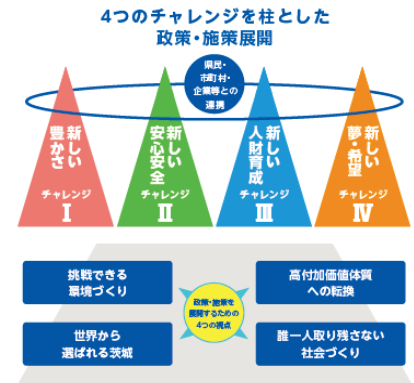 4つのチャレンジを柱とした
政策・施策展開
県民・
市町村・
企業等との
連携
新しい
豊かさ
チャレンジ
Ⅰ
新しい
安心安全
チャレンジ
Ⅱ
新しい
人財育成
チャレンジ
Ⅲ
新しい
夢・希望
チャレンジ
Ⅳ
挑戦できる
環境づくり
高付加価値体質
への転換
政策・施策を
展開するための
4つの視点
世界から
選ばれる茨城
誰一人取り残さない
社会づくり